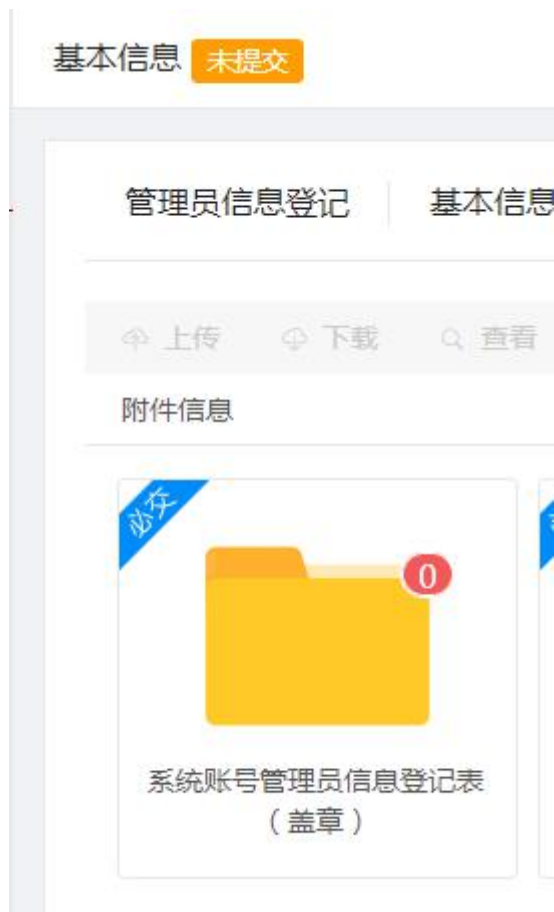 基本信息 未提交
管理员信息登记 基本信息
上传 下载 查看
附件信息
必交
0
系统账号管理员信息登记表
（盖章）